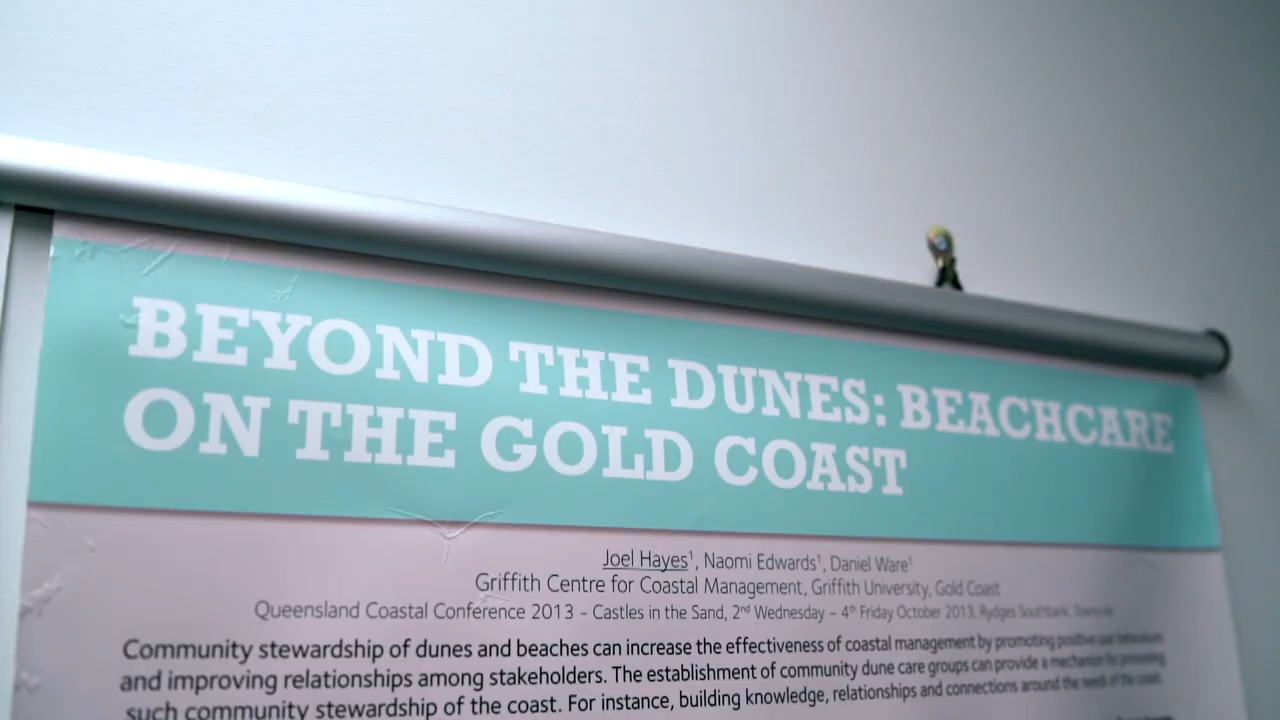 BEYOND THE DUNES: BEACHCARE
ON THE GOLD COAST
Joel Hayes¹, Naomi Edwards¹, Daniel Ware¹
Griffith Centre for Coastal Management, Griffith University, Gold Coast
Queensland Coastal Conference 2013 - Castles in the Sand, 2nd Wednesday – 4th Friday October 2013, Rydges Southbank,
Community stewardship of dunes and beaches can increase the effectiveness of coastal management by promoting positive user
and improving relationships among stakeholders. The establishment of community dune care groups can provide a mechanism for promoting
such community stewardship of the coast. For instance, building knowledge, relationships and connections around the needs of the coast.